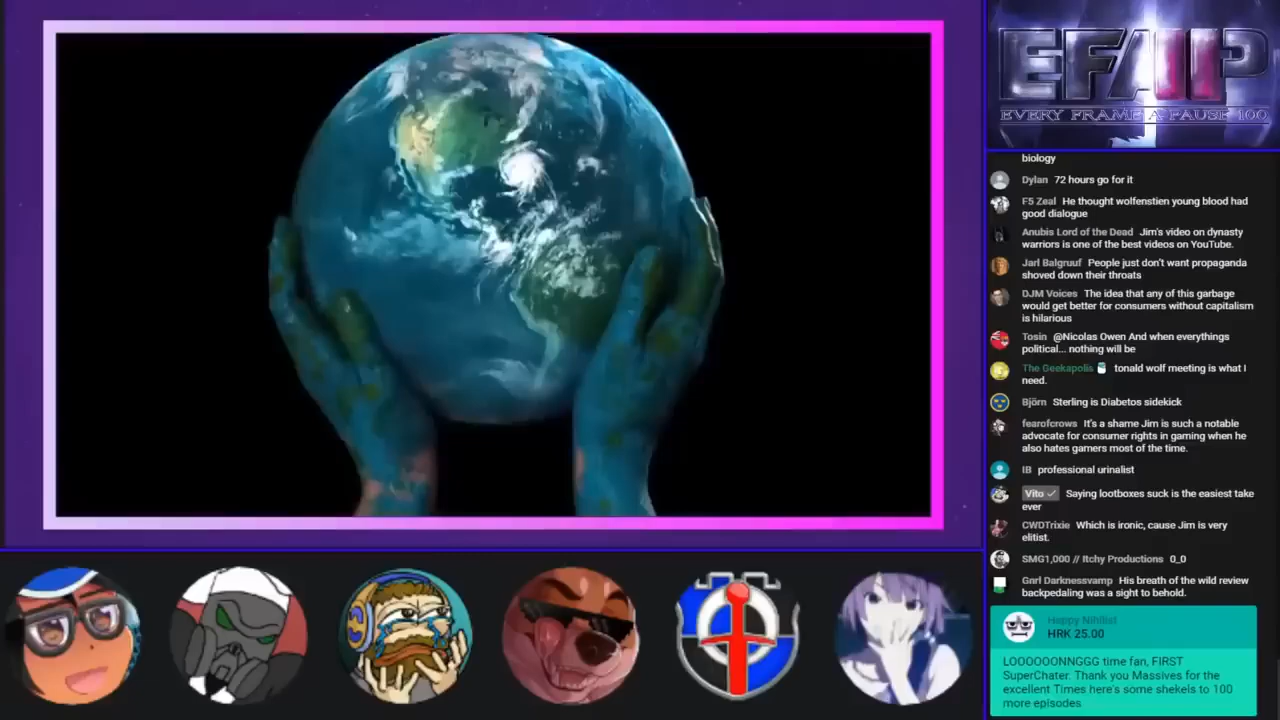 EFAP
EVERY FRAME A PAUSE 100
biology
Dylan 72 hours go for it
F5 Zeal He thought wolfenstien young blood had
good dialogue
Anubis Lord of the Dead Jim's video on dynasty
warriors is one of the best videos on YouTube.
Jarl Balgruuf People just don't want propaganda
shoved down their throats
DJM Voices The idea that any of this garbage
would get better for consumers without capitalism
is hilarious
Tosin @Nicolas Owen And when everythings
political... nothing will be
The Geekapolis tonald wolf meeting is what I
need.
Björn Sterling is Diabetos sidekick
fearofcrows It's a shame Jim is such a notable
advocate for consumer rights in gaming when he
also hates gamers most of the time.
IB professional urinalist
Vito ✓ Saying lootboxes suck is the easiest take
ever
CWDTrixie Which is ironic, cause Jim is very
elitist.
SMG1,000 // Itchy Productions 0_0
Gnrl Darknessvamp His breath of the wild review
backpedaling was a sight to behold.
Happy Nihilist
HRK 25.00
LOOOOOONNGGG time fan, FIRST
SuperChater. Thank you Massives for the
excellent Times here's some shekels to 100
more episodes